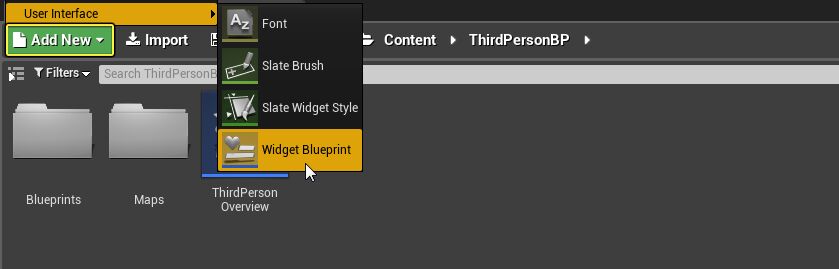 User Interface
Font
Add New
Import
Content
ThirdPersonBP
Slate Brush
Filters
Search ThirdPersonB
Slate Widget Style
Widget Blueprint
Blueprints
Maps
ThirdPerson
Overview